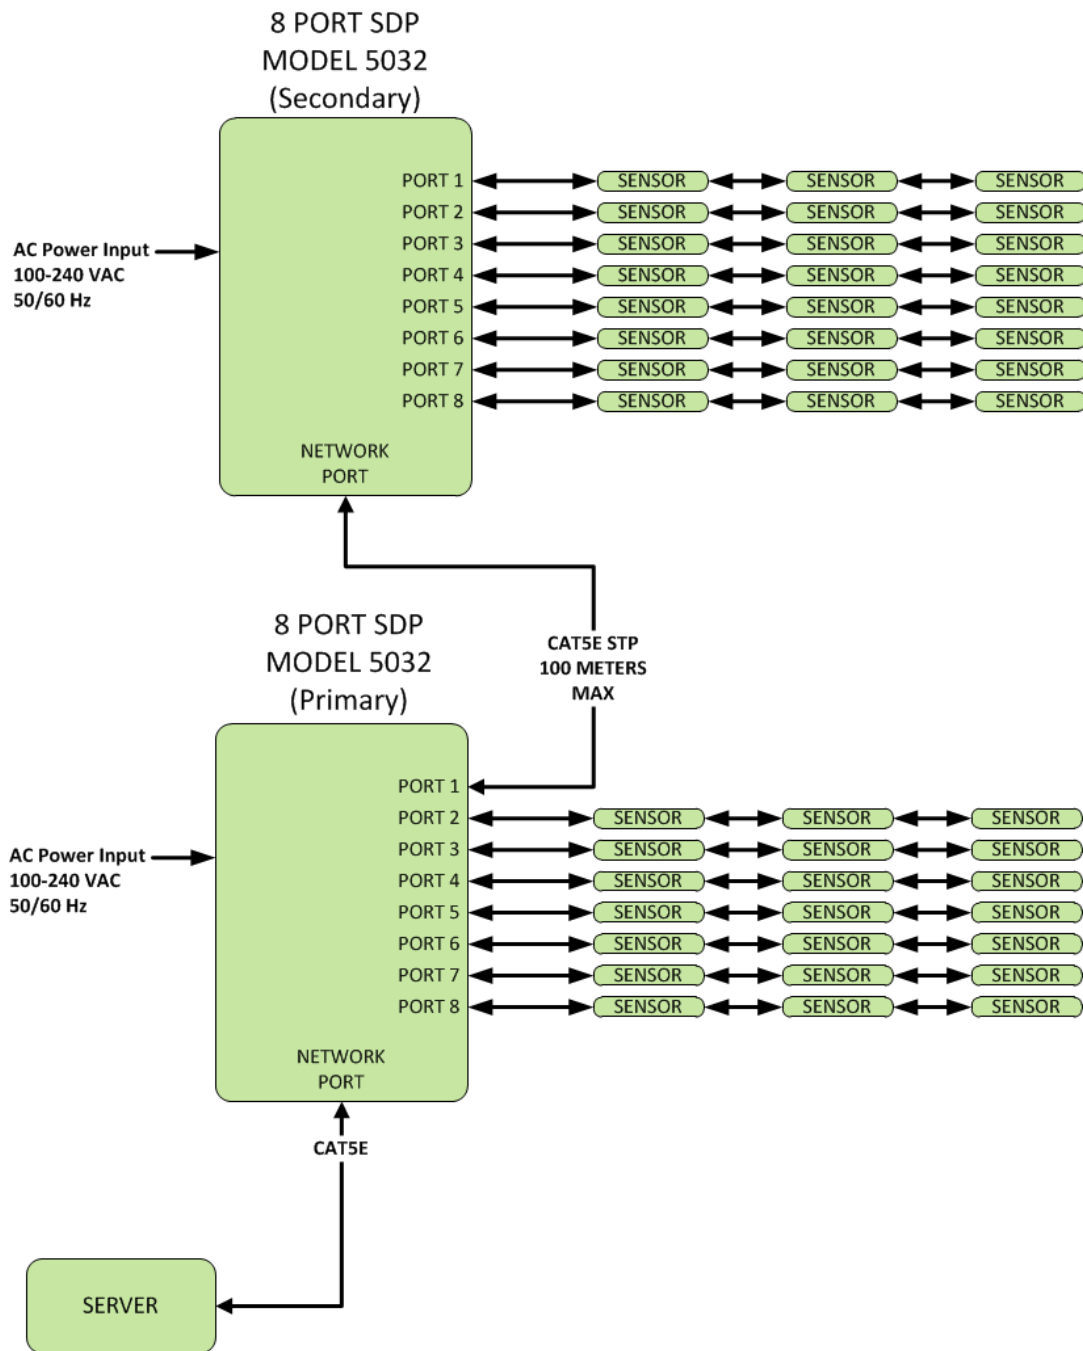 8 PORT SDP
MODEL 5032
(Secondary)
PORT 1 SENSOR SENSOR SENSOR
PORT 2 SENSOR SENSOR SENSOR
PORT 3 SENSOR SENSOR SENSOR
AC Power Input
100-240 VAC
50/60 Hz
PORT 4 SENSOR SENSOR SENSOR
PORT 5 SENSOR SENSOR SENSOR
PORT 6 SENSOR SENSOR SENSOR
PORT 7 SENSOR SENSOR SENSOR
PORT 8 SENSOR SENSOR SENSOR
NETWORK
PORT
8 PORT SDP
MODEL 5032
(Primary)
CAT5E STP
100 METERS
MAX
PORT 1
PORT 2 SENSOR SENSOR SENSOR
PORT 3 SENSOR SENSOR SENSOR
AC Power Input
100-240 VAC
50/60 Hz
PORT 4 SENSOR SENSOR SENSOR
PORT 5 SENSOR SENSOR SENSOR
PORT 6 SENSOR SENSOR SENSOR
PORT 7 SENSOR SENSOR SENSOR
PORT 8 SENSOR SENSOR SENSOR
NETWORK
PORT
CAT5E
SERVER